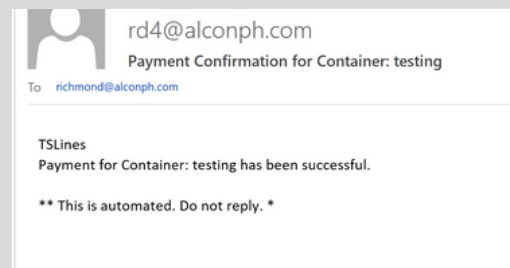 rd4@alconph.com
Payment Confirmation for Container: testing
To richmond@alconph.com
TSLines
Payment for Container: testing has been successful.
** This is automated. Do not reply. *